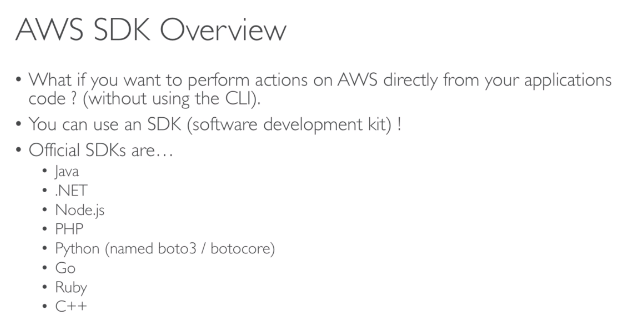 AWS SDK Overview
• What if you want to perform actions on AWS directly from your applications
code ? (without using the CLI).
• You can use an SDK (software development kit) !
• Official SDKs are…
• Java
• .NET
• Node.js
• PHP
• Python (named boto3 / botocore)
• Go
• Ruby
• C++